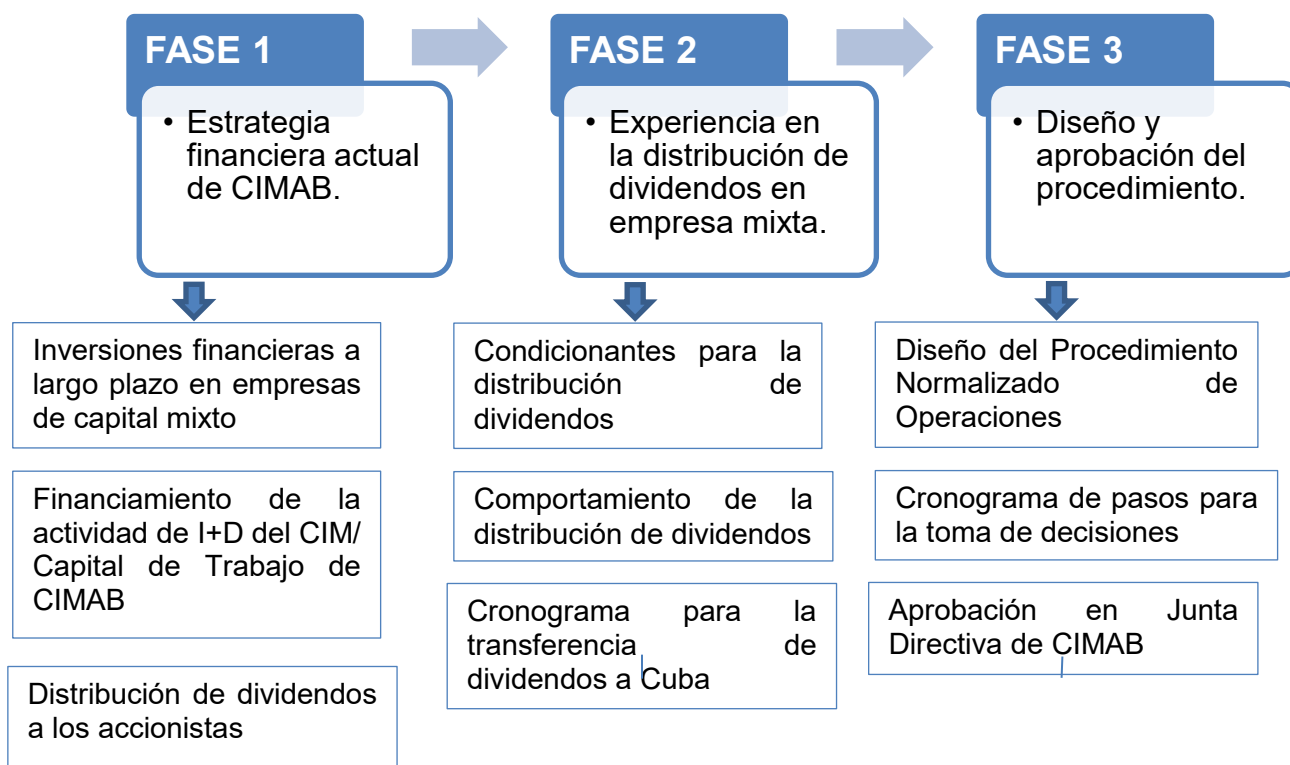 FASE 1
• Estrategia
financiera actual
de CIMAB.
Inversiones financieras a
largo plazo en empresas
de capital mixto
Financiamiento de la
actividad de I+D del CIM/
Capital de Trabajo de
CIMAB
Distribución de dividendos
a los accionistas
FASE 2
• Experiencia en
la distribución de
dividendos en
empresa mixta.
Condicionantes para la
distribución de
dividendos
Comportamiento de la
distribución de dividendos
Cronograma para la
transferencia de
dividendos a Cuba
FASE 3
• Diseño y
aprobación del
procedimiento.
Diseño del Procedimiento
Normalizado de
Operaciones
Cronograma de pasos para
la toma de decisiones
Aprobación en Junta
Directiva de CIMAB